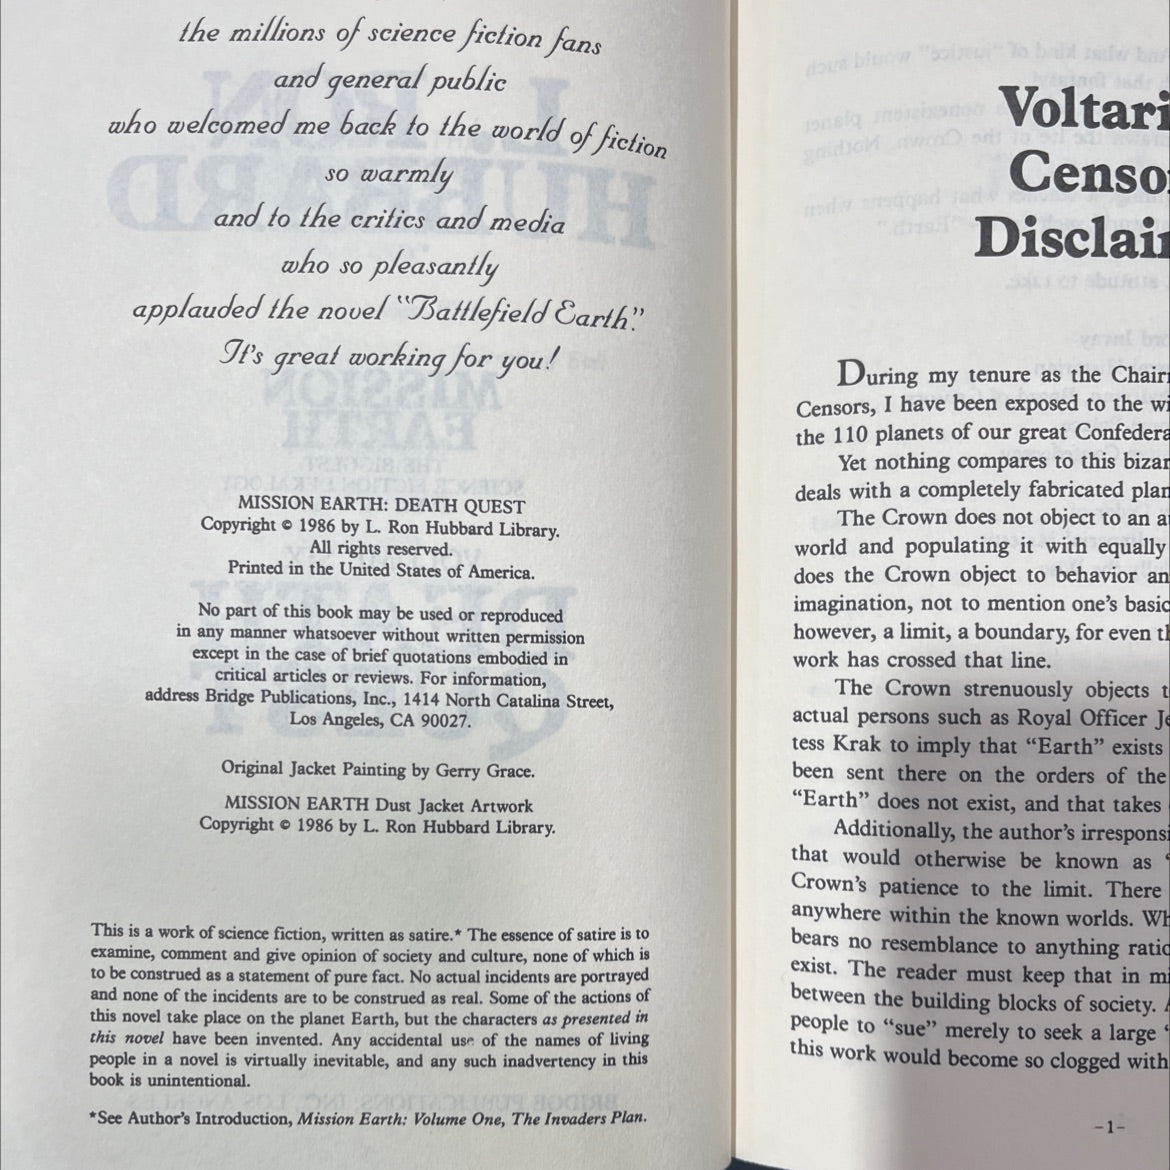 the millions of science fiction fans
and general public
who welcomed me back to the world of fiction
so warmly
and to the critics and media
who so pleasantly
applauded the novel "Battlefield Earth."
It's great working for you!
MISSION EARTH: DEATH QUEST
Copyright © 1986 by L. Ron Hubbard Library.
All rights reserved.
Printed in the United States of America.
No part of this book may be used or reproduced
in any manner whatsoever without written permission
except in the case of brief quotations embodied in
critical articles or reviews. For information,
address Bridge Publications, Inc., 1414 North Catalina Street,
Los Angeles, CA 90027.
Original Jacket Painting by Gerry Grace.
MISSION EARTH Dust Jacket Artwork
Copyright © 1986 by L. Ron Hubbard Library.
This is a work of science fiction, written as satire.* The essence of satire is to
examine, comment and give opinion of society and culture, none of which is
to be construed as a statement of pure fact. No actual incidents are portrayed
and none of the incidents are to be construed as real. Some of the actions of
this novel take place on the planet Earth, but the characters as presented in
this novel have been invented. Any accidental use of the names of living
people in a novel is virtually inevitable, and any such inadvertency in this
book is unintentional.
*See Author's Introduction, Mission Earth: Volume One, The Invaders Plan.
Voltari
Censo
Disclai
During my tenure as the Chair
Censors, I have been exposed to the wi
the 110 planets of our great Confedera
Yet nothing compares to this bizar
deals with a completely fabricated plan
The Crown does not object to an a
world and populating it with equally
does the Crown object to behavior an
imagination, not to mention one's basic
however, a limit, a boundary, for even th
work has crossed that line.
The Crown strenuously objects t
actual persons such as Royal Officer Je
tess Krak to imply that "Earth" exists
been sent there on the orders of the
"Earth" does not exist, and that takes
Additionally, the author's irresponsi
that would otherwise be known as "
Crown's patience to the limit. There
anywhere within the known worlds. Wh
bears no resemblance to anything ratio
exist. The reader must keep that in mi
between the building blocks of society. A
people to "sue" merely to seek a large "
this work would become so clogged with
-1-